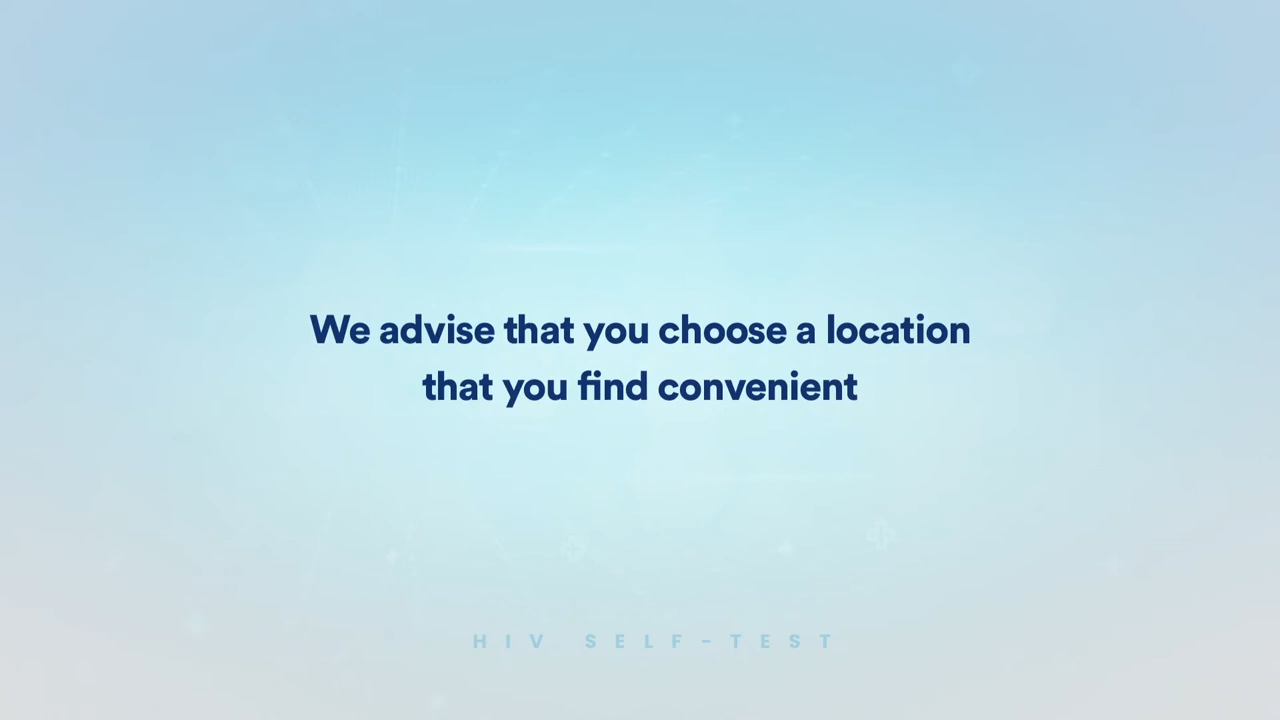 We advise that you choose a location
that you find convenient
HIV SELF-TEST